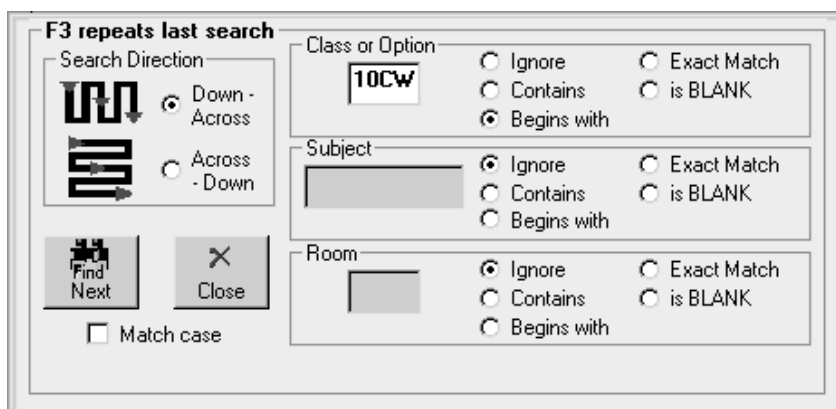 F3 repeats last search
Search Direction
Down -
Across
Across
- Down
Find
Next
Close
Match case
Class or Option
10CW
Ignore
Contains
Begins with
Exact Match
is BLANK
Subject
Ignore
Contains
Begins with
Exact Match
is BLANK
Room
Ignore
Contains
Begins with
Exact Match
is BLANK